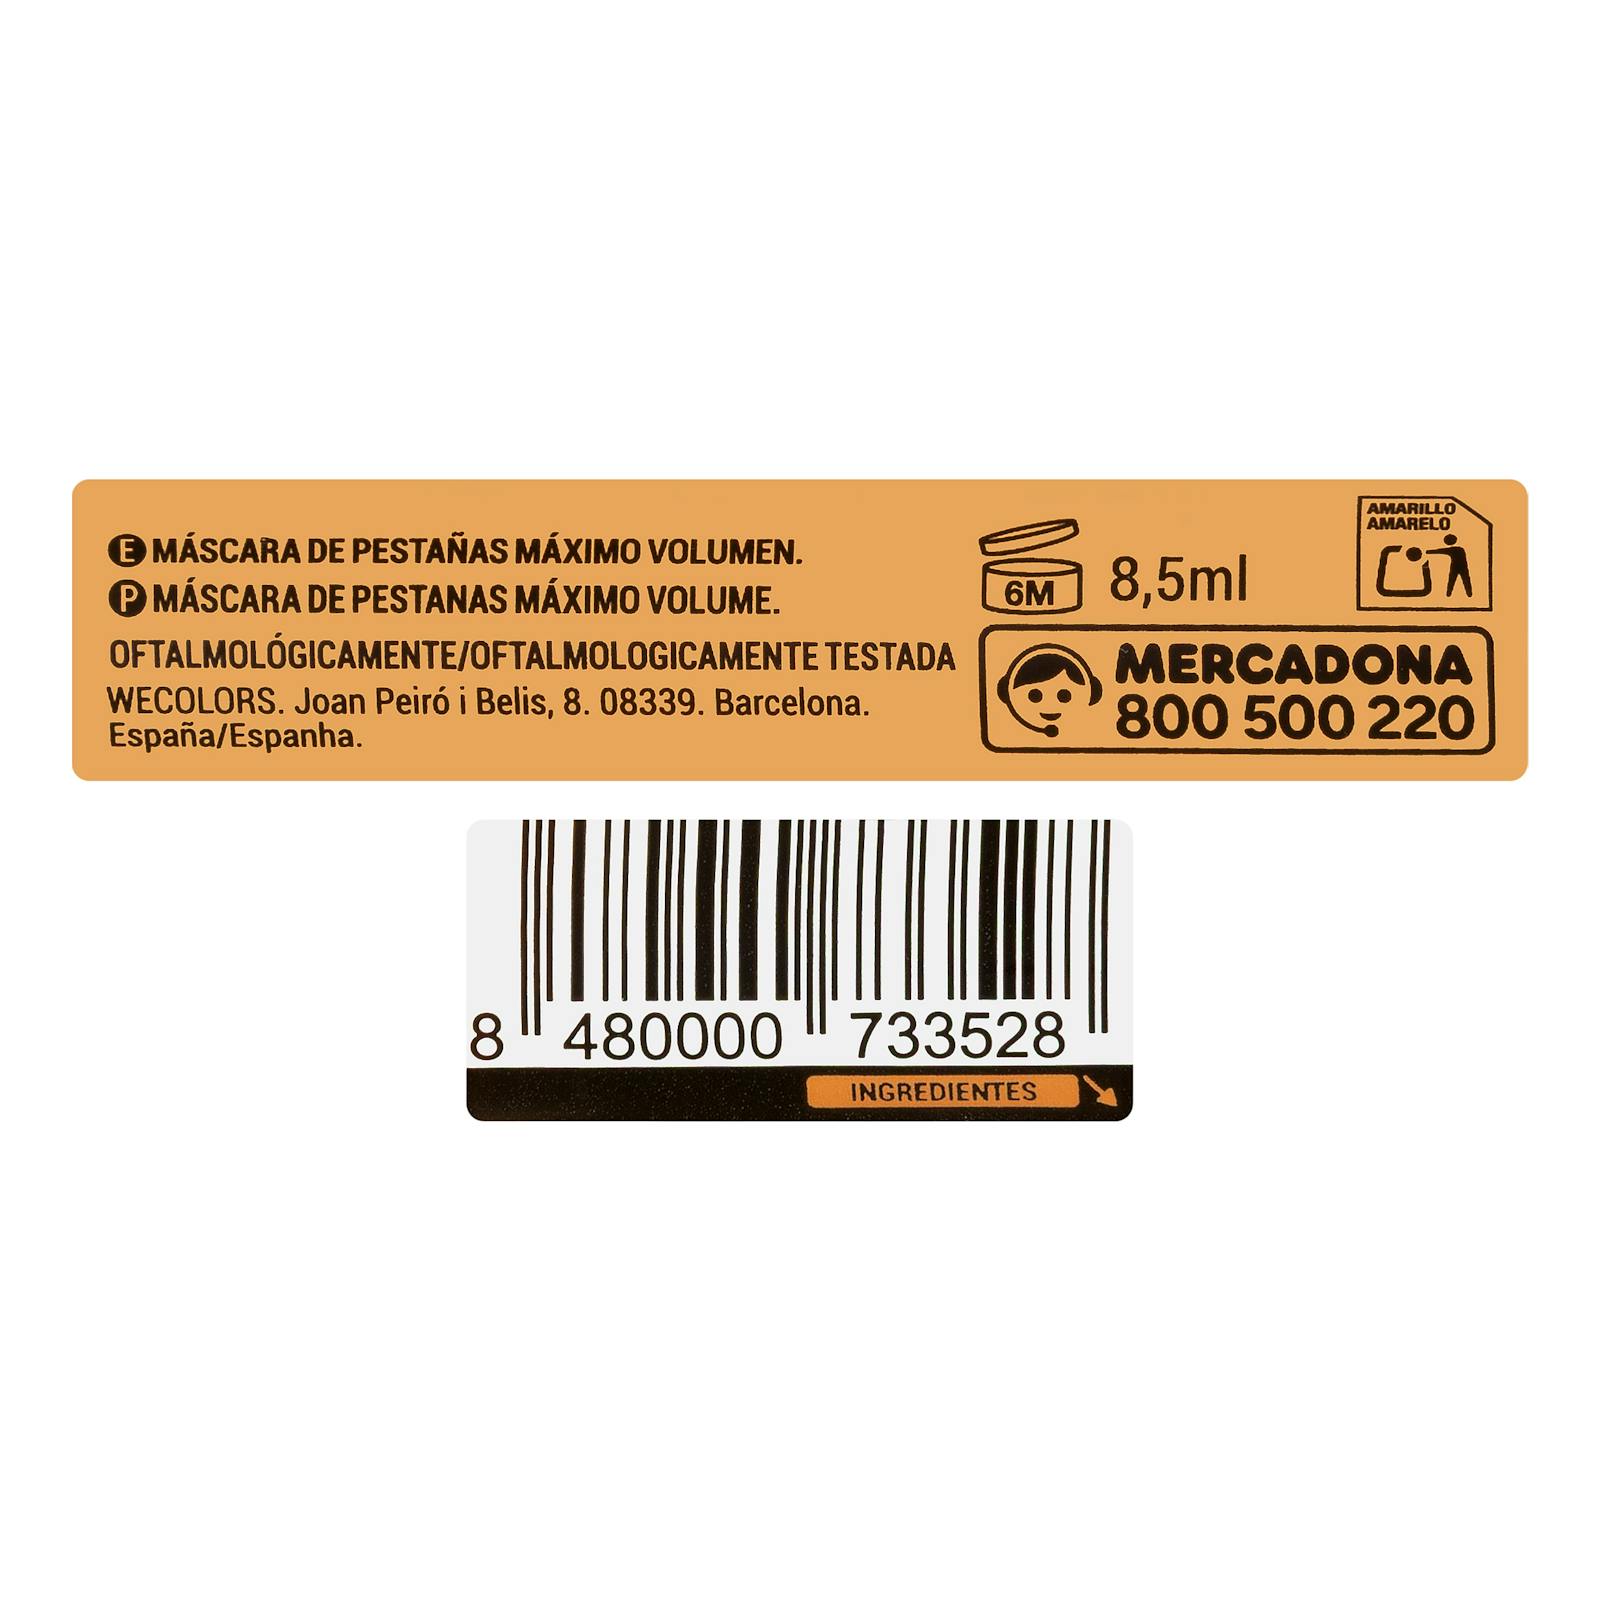 E MÁSCARA DE PESTAÑAS MÁXIMO VOLUMEN.
P MÁSCARA DE PESTANAS MÁXIMO VOLUME.
OFTALMOLÓGICAMENTE/OFTALMOLOGICAMENTE TESTADA
WECOLORS. Joan Peiró i Belis, 8. 08339. Barcelona.
España/Espanha.
6M
8,5ml
AMARILLO
AMARELO
MERCADONA
800 500 220
8 480000 733528
INGREDIENTES